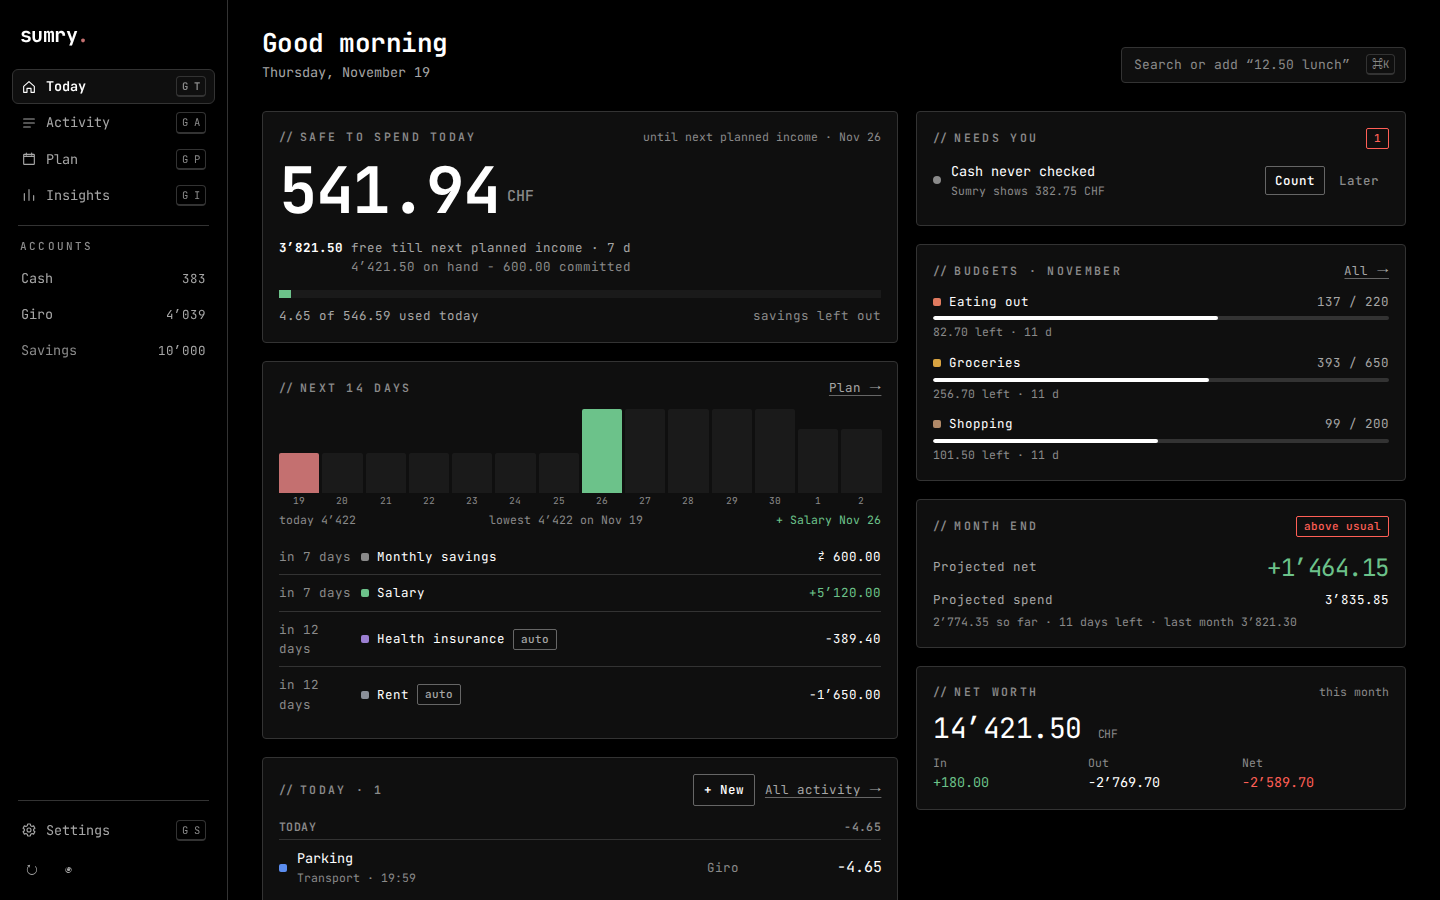 sumry.
Today G T
Activity G A
Plan G P
Insights G I
ACCOUNTS
Cash 383
Giro 4’039
Savings 10’000
Settings G S
Good morning
Thursday, November 19
Search or add “12.50 lunch” ⌘K
// SAFE TO SPEND TODAY until next planned income · Nov 26
541.94 CHF
3’821.50 free till next planned income · 7 d
4’421.50 on hand - 600.00 committed
4.65 of 546.59 used today savings left out
// NEXT 14 DAYS Plan →
19 20 21 22 23 24 25 26 27 28 29 30 1 2
today 4’422 lowest 4’422 on Nov 19 + Salary Nov 26
in 7 days Monthly savings ⇄ 600.00
in 7 days Salary +5’120.00
in 12 days Health insurance auto -389.40
in 12 days Rent auto -1’650.00
// TODAY · 1 + New All activity →
TODAY -4.65
Parking Giro -4.65
Transport · 19:59
// NEEDS YOU 1
Cash never checked Count Later
Sumry shows 382.75 CHF
// BUDGETS · NOVEMBER All →
Eating out 137 / 220
82.70 left · 11 d
Groceries 393 / 650
256.70 left · 11 d
Shopping 99 / 200
101.50 left · 11 d
// MONTH END above usual
Projected net +1’464.15
Projected spend 3’835.85
2’774.35 so far · 11 days left · last month 3’821.30
// NET WORTH this month
14’421.50 CHF
In Out Net
+180.00 -2’769.70 -2’589.70